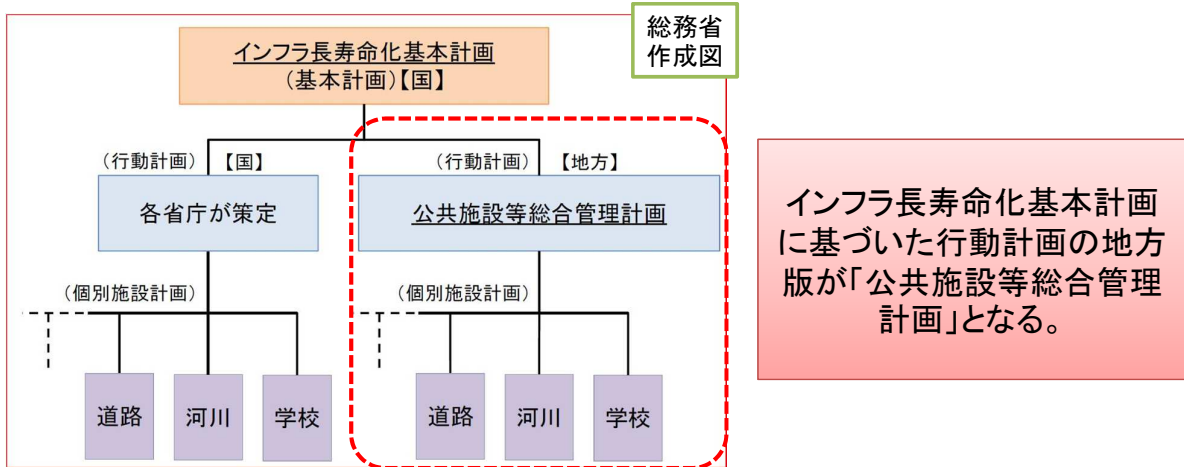 総務省
作成図
インフラ長寿命化基本計画
(基本計画)【国】
(行動計画) 【国】
各省庁が策定
(個別施設計画)
道路
河川
学校
(行動計画) 【地方】
公共施設等総合管理計画
(個別施設計画)
道路
河川
学校
インフラ長寿命化基本計画
に基づいた行動計画の地方
版が「公共施設等総合管理
計画」となる。